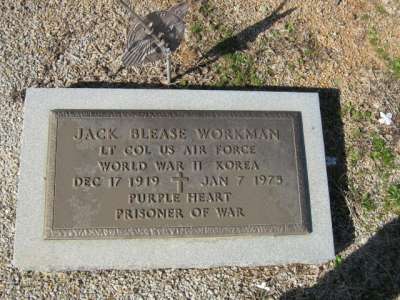 JACK BLEASE WORKMAN
LT COL US AIR FORCE
WORLD WAR II KOREA
DEC 17 1919 JAN 7 1975
PURPLE HEART
PRISONER OF WAR